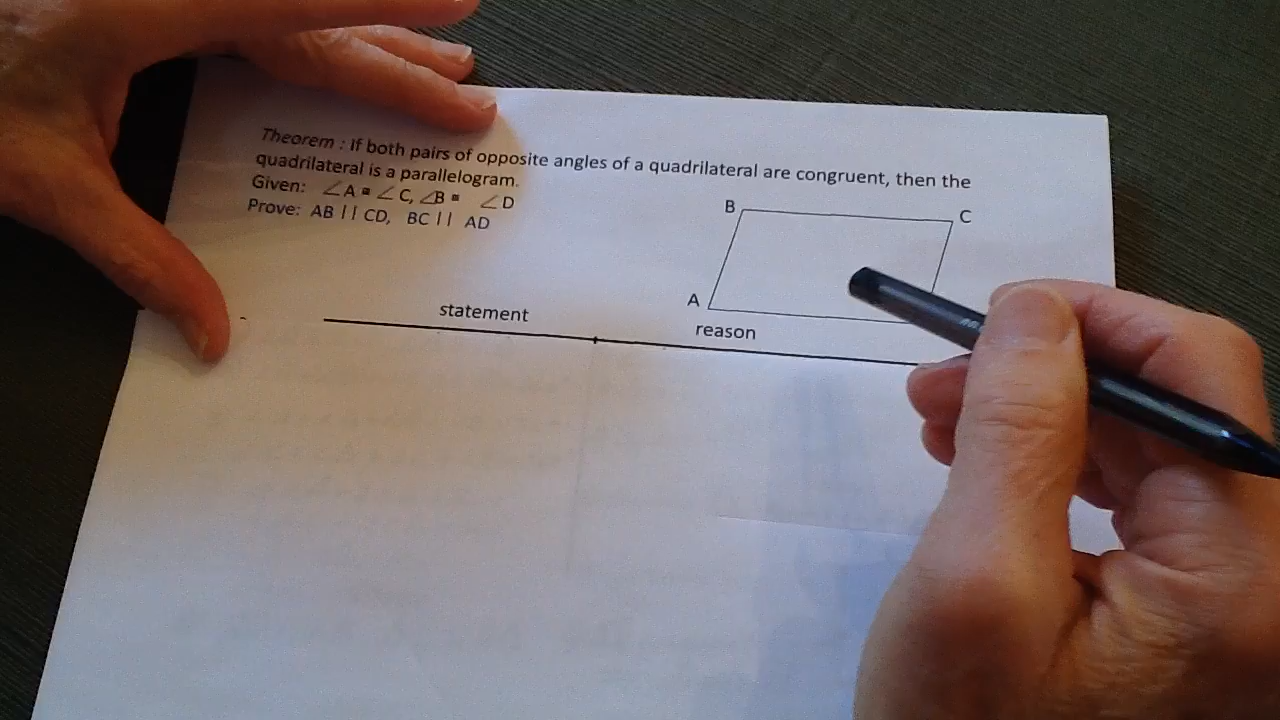 Theorem : If both pairs of opposite angles of a quadrilateral are congruent, then the
quadrilateral is a parallelogram.
Given: ∠A = ∠C, ∠B = ∠D
Prove: AB || CD, BC || AD
B
C
A
statement
reason